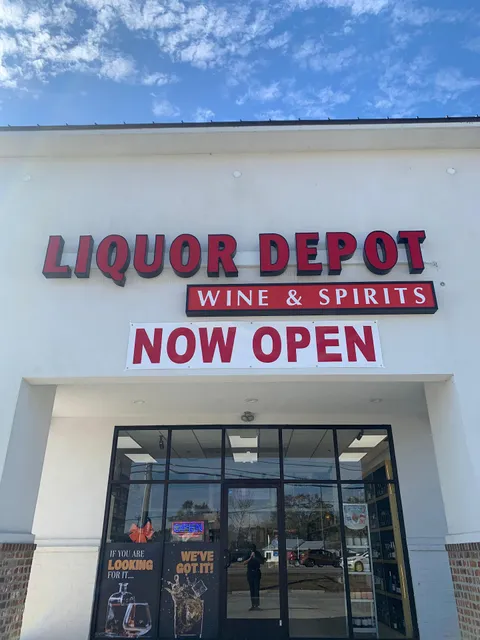 LIQUOR DEPOT
WINE & SPIRITS
NOW OPEN
IF YOU ARE
LOOKING
FOR IT...
WE'VE
GOT IT!